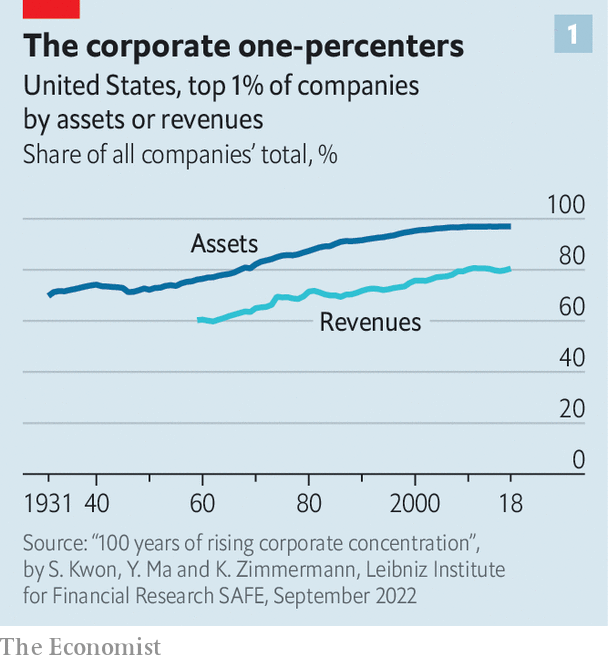 1
The corporate one-percenters
United States, top 1% of companies
by assets or revenues
Share of all companies’ total, %
100
Assets
80
Revenues
60
40
20
0
1931 40 60 80 2000 18
Source: “100 years of rising corporate concentration”,
by S. Kwon, Y. Ma and K. Zimmermann, Leibniz Institute
for Financial Research SAFE, September 2022
The Economist